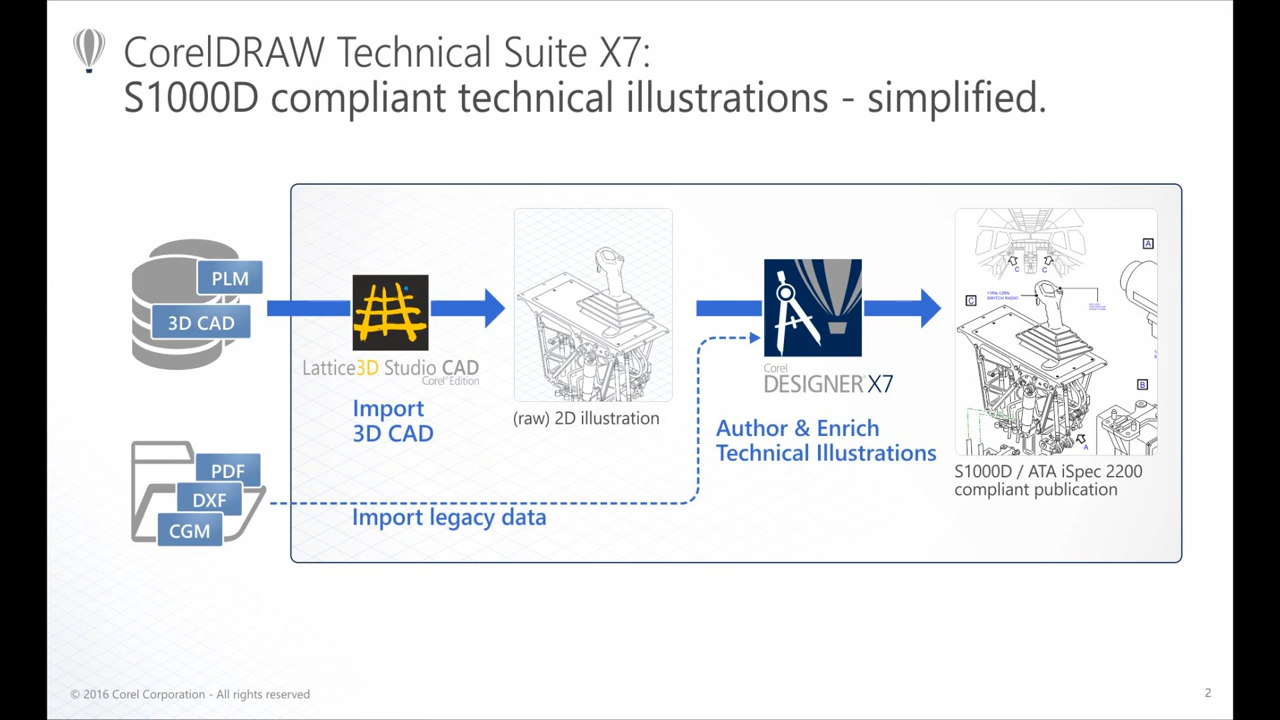 CorelDRAW Technical Suite X7:
S1000D compliant technical illustrations - simplified.
PLM
3D CAD
Lattice3D Studio CAD
Corel® Edition
Import
3D CAD
(raw) 2D illustration
Corel
DESIGNER® X7
Author & Enrich
Technical Illustrations
A
C
C
C
SWITCH RADIO
B
A
S1000D / ATA iSpec 2200
compliant publication
PDF
DXF
CGM
Import legacy data
© 2016 Corel Corporation - All rights reserved
2